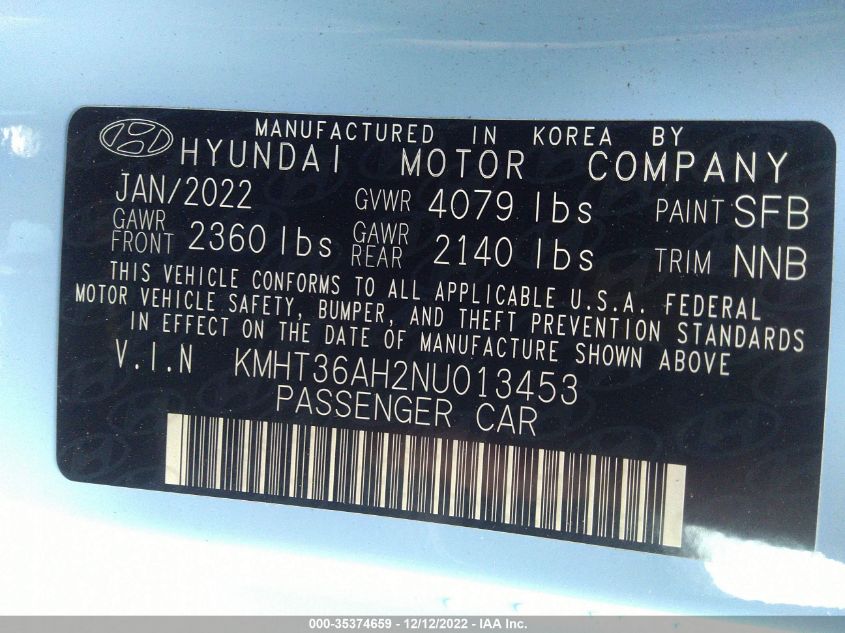 MANUFACTURED IN KOREA BY
HYUNDAI MOTOR COMPANY
JAN/2022 GVWR 4079 lbs PAINT SFB
GAWR FRONT 2360 lbs GAWR REAR 2140 lbs TRIM NNB
THIS VEHICLE CONFORMS TO ALL APPLICABLE U.S.A. FEDERAL
MOTOR VEHICLE SAFETY, BUMPER, AND THEFT PREVENTION STANDARDS
IN EFFECT ON THE DATE OF MANUFACTURE SHOWN ABOVE
V.I.N KMHT36AH2NU013453
PASSENGER CAR
000-35374659 - 12/12/2022 - IAA Inc.